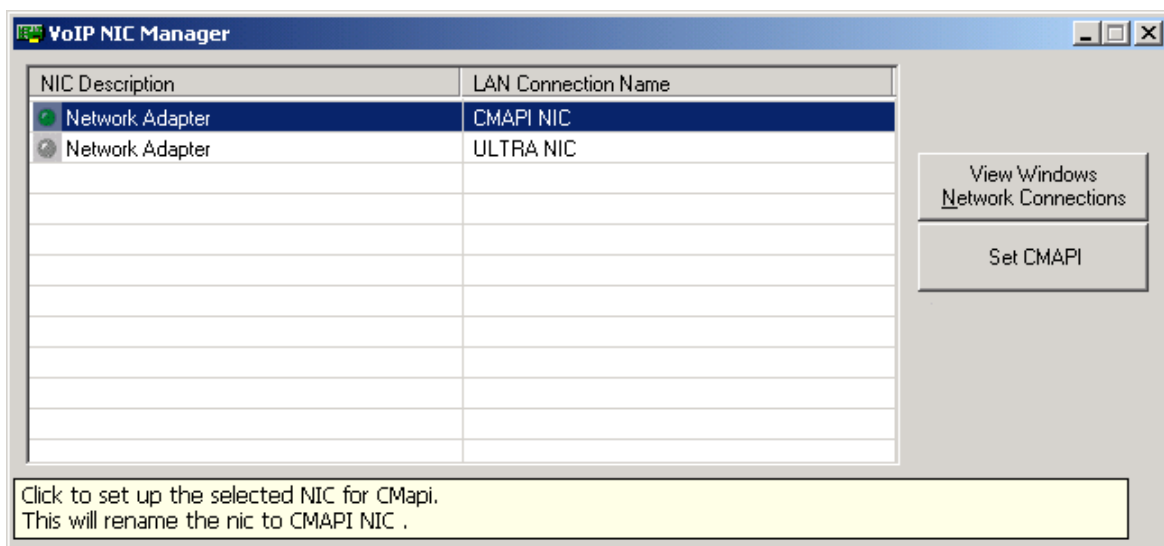 VoIP NIC Manager
NIC Description LAN Connection Name
Network Adapter CMAPI NIC
Network Adapter ULTRA NIC
View Windows
Network Connections
Set CMAPI
Click to set up the selected NIC for CMapi.
This will rename the nic to CMAPI NIC .